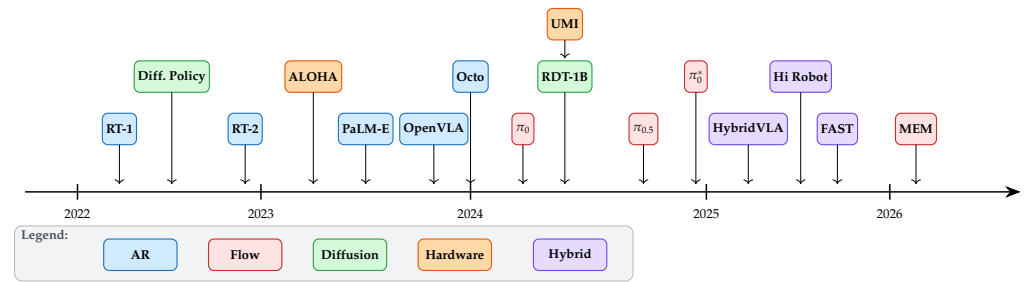 UMI
Diff. Policy
ALOHA
Octo
RDT-1B
π₀*
Hi Robot
RT-1
RT-2
PaLM-E
OpenVLA
π₀
π₀.₅
HybridVLA
FAST
MEM
2022
2023
2024
2025
2026
Legend:
AR
Flow
Diffusion
Hardware
Hybrid